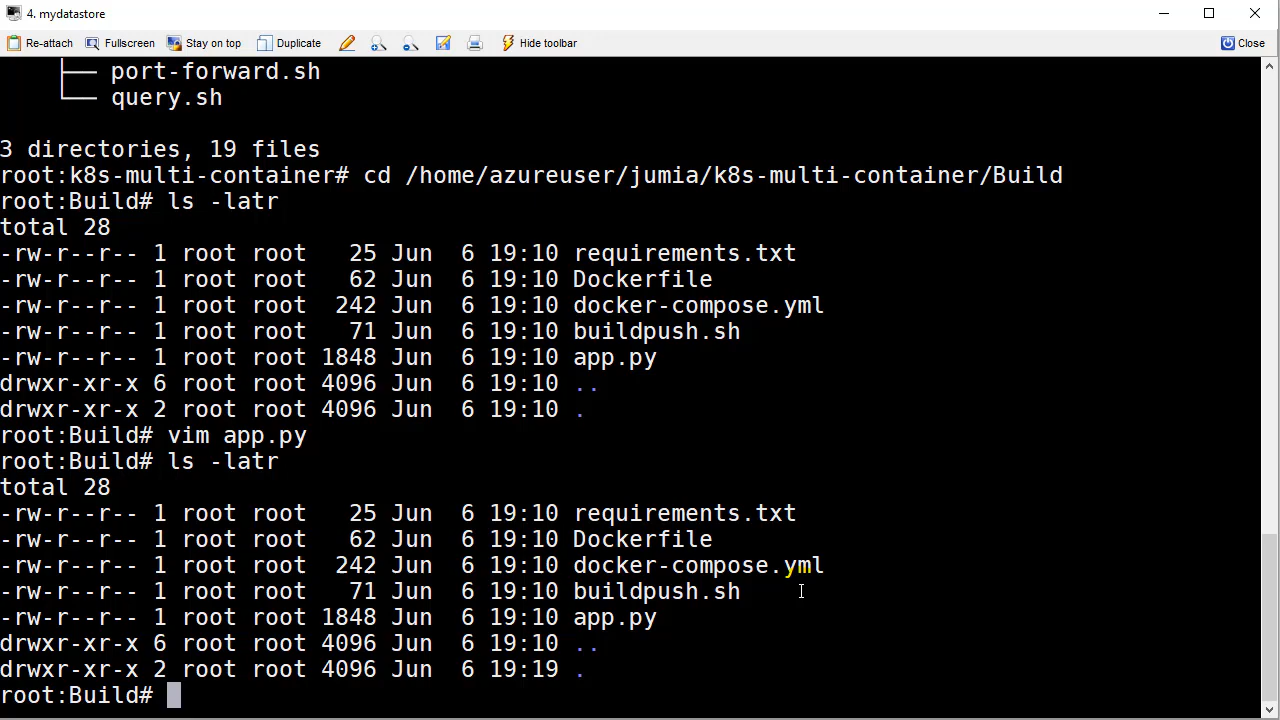 4. mydatastore
Re-attach Fullscreen Stay on top Duplicate Hide toolbar Close
├── port-forward.sh
└── query.sh
3 directories, 19 files
root:k8s-multi-container# cd /home/azureuser/jumia/k8s-multi-container/Build
root:Build# ls -latr
total 28
-rw-r--r-- 1 root root   25 Jun  6 19:10 requirements.txt
-rw-r--r-- 1 root root   62 Jun  6 19:10 Dockerfile
-rw-r--r-- 1 root root  242 Jun  6 19:10 docker-compose.yml
-rw-r--r-- 1 root root   71 Jun  6 19:10 buildpush.sh
-rw-r--r-- 1 root root 1848 Jun  6 19:10 app.py
drwxr-xr-x 6 root root 4096 Jun  6 19:10 ..
drwxr-xr-x 2 root root 4096 Jun  6 19:10 .
root:Build# vim app.py
root:Build# ls -latr
total 28
-rw-r--r-- 1 root root   25 Jun  6 19:10 requirements.txt
-rw-r--r-- 1 root root   62 Jun  6 19:10 Dockerfile
-rw-r--r-- 1 root root  242 Jun  6 19:10 docker-compose.yml
-rw-r--r-- 1 root root   71 Jun  6 19:10 buildpush.sh
-rw-r--r-- 1 root root 1848 Jun  6 19:10 app.py
drwxr-xr-x 6 root root 4096 Jun  6 19:10 ..
drwxr-xr-x 2 root root 4096 Jun  6 19:19 .
root:Build#